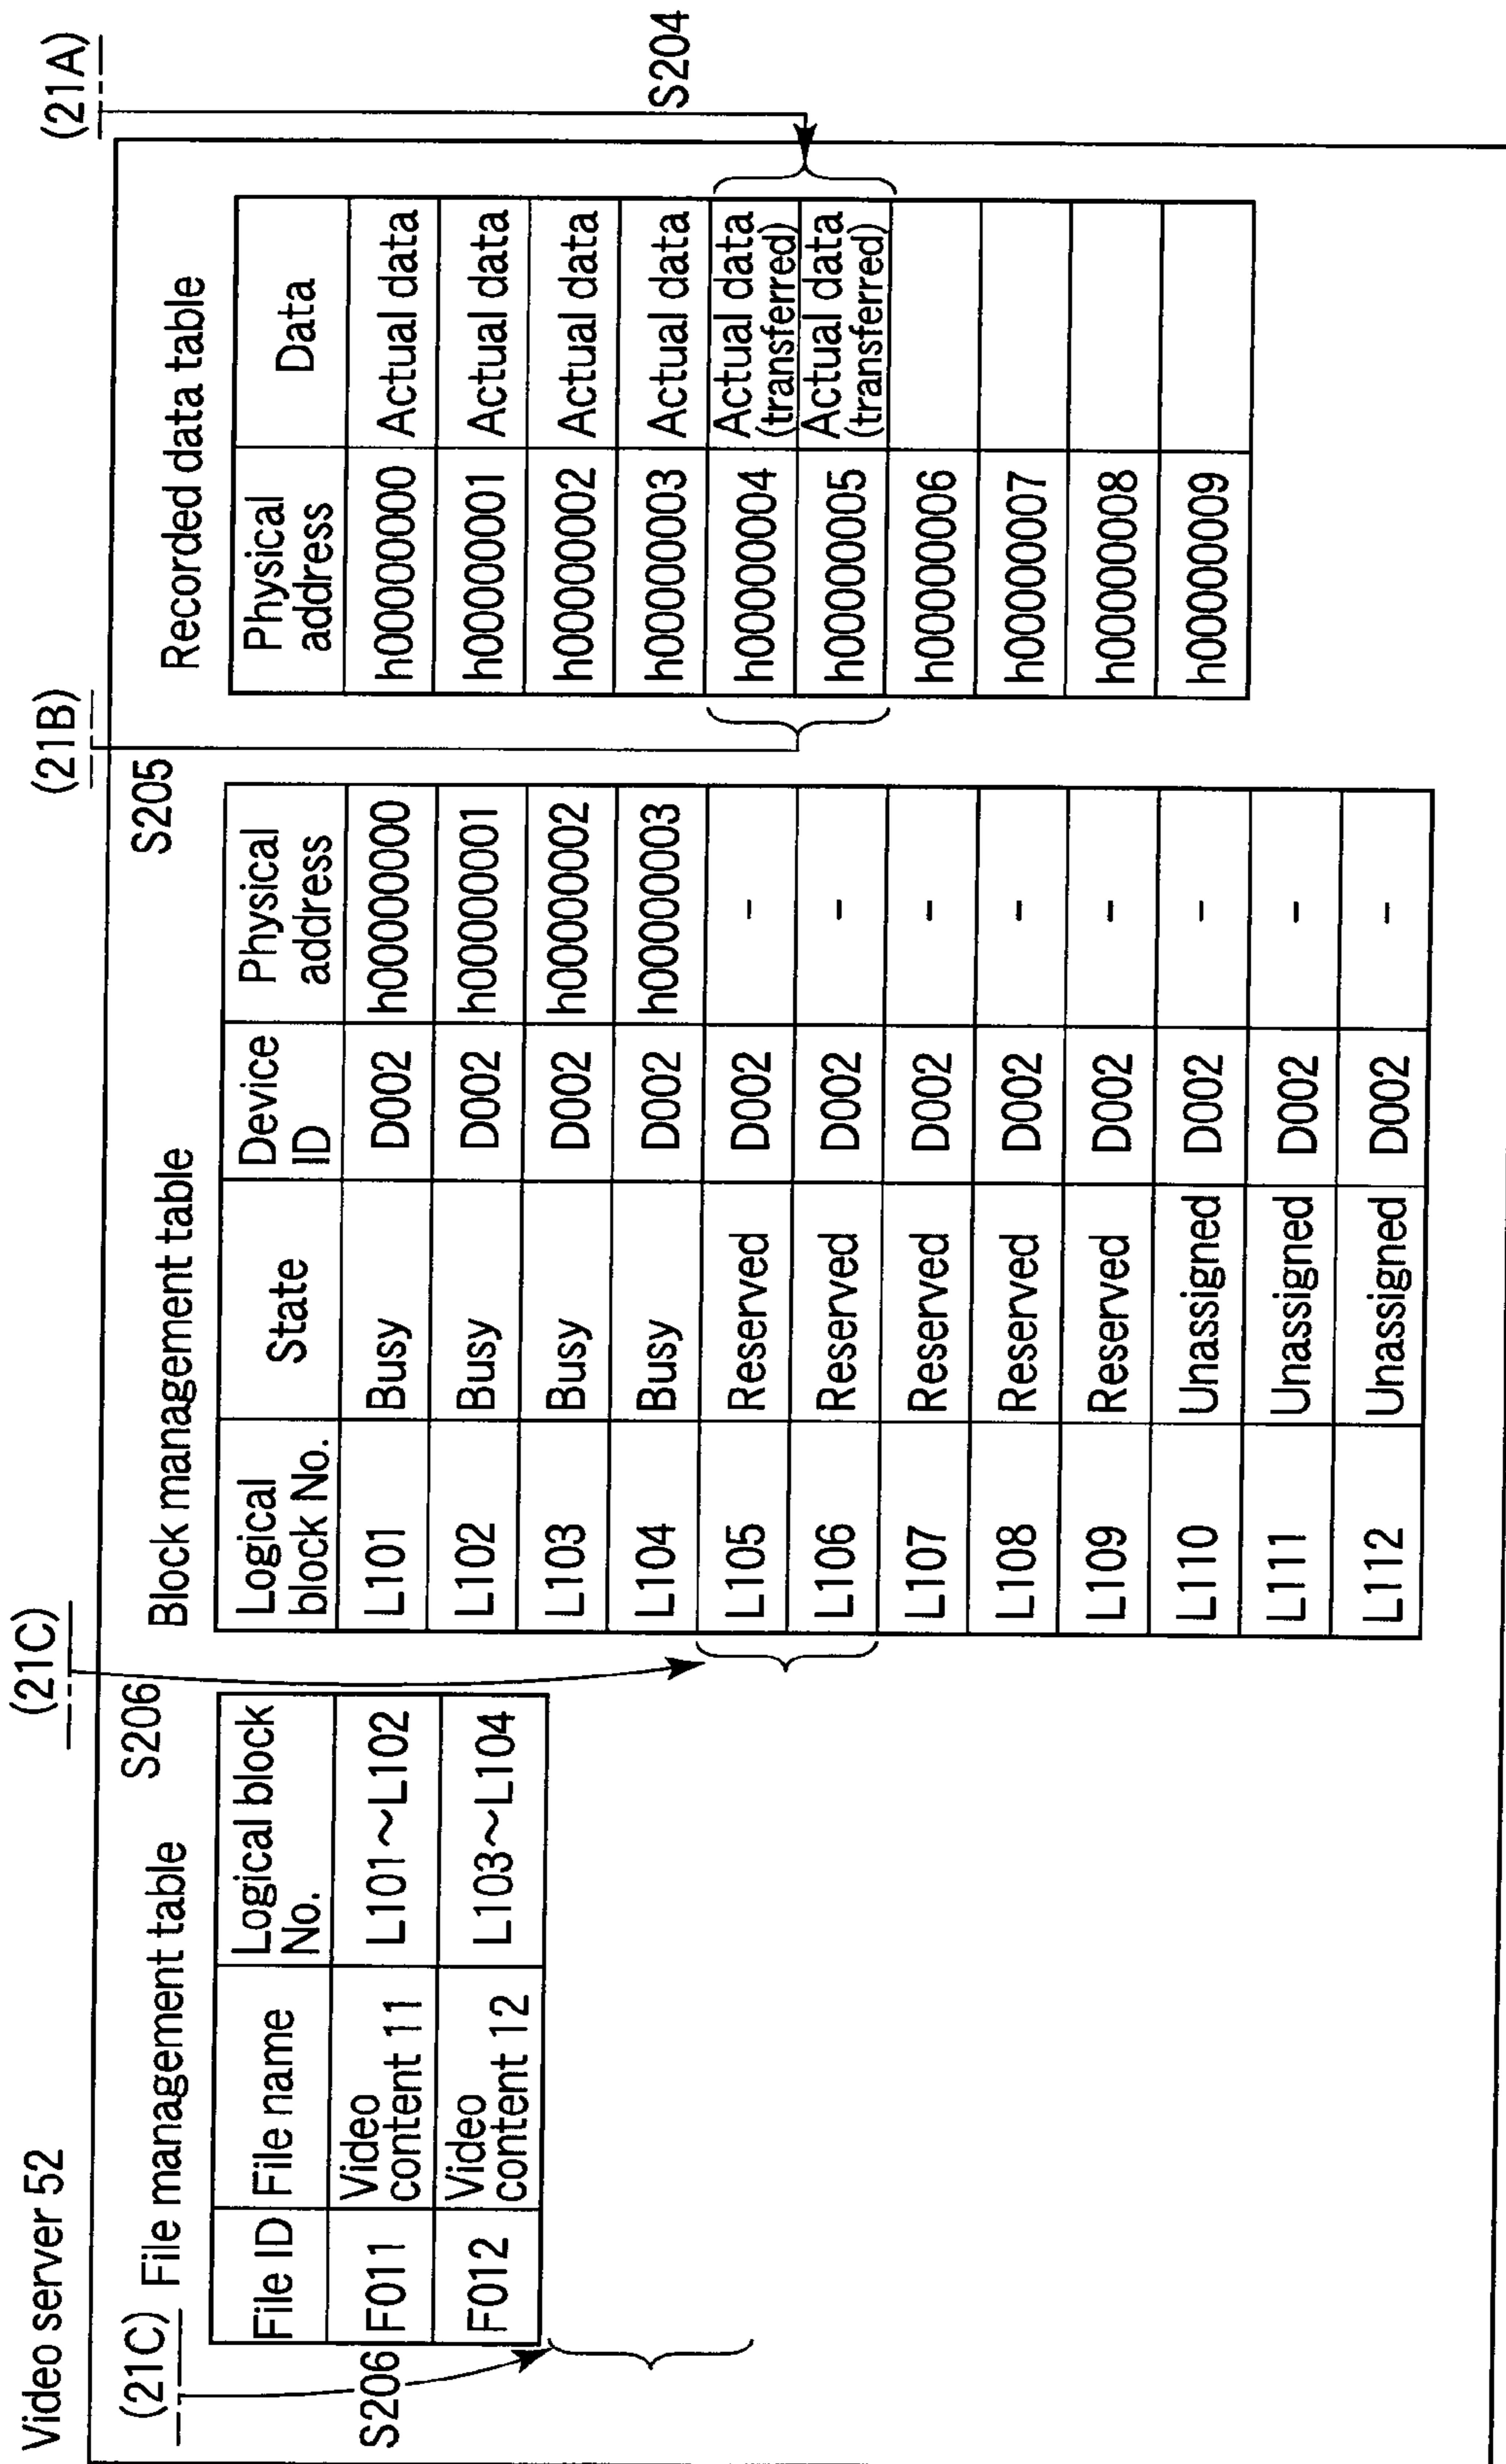 Video server 52
(21C)
(21B)
(21A)
(21C) File management table
S206
File ID File name Logical block No.
F011 Video content 11 L101~L102
F012 Video content 12 L103~L104
S206
Block management table
S205
Logical block No. State Device ID Physical address
L101 Busy D002 h00000000
L102 Busy D002 h00000001
L103 Busy D002 h00000002
L104 Busy D002 h00000003
L105 Reserved D002 -
L106 Reserved D002 -
L107 Reserved D002 -
L108 Reserved D002 -
L109 Reserved D002 -
L110 Unassigned D002 -
L111 Unassigned D002 -
L112 Unassigned D002 -
Recorded data table
Physical address Data
h00000000 Actual data
h00000001 Actual data
h00000002 Actual data
h00000003 Actual data
h00000004 Actual data (transferred)
h00000005 Actual data (transferred)
h00000006
h00000007
h00000008
h00000009
S204